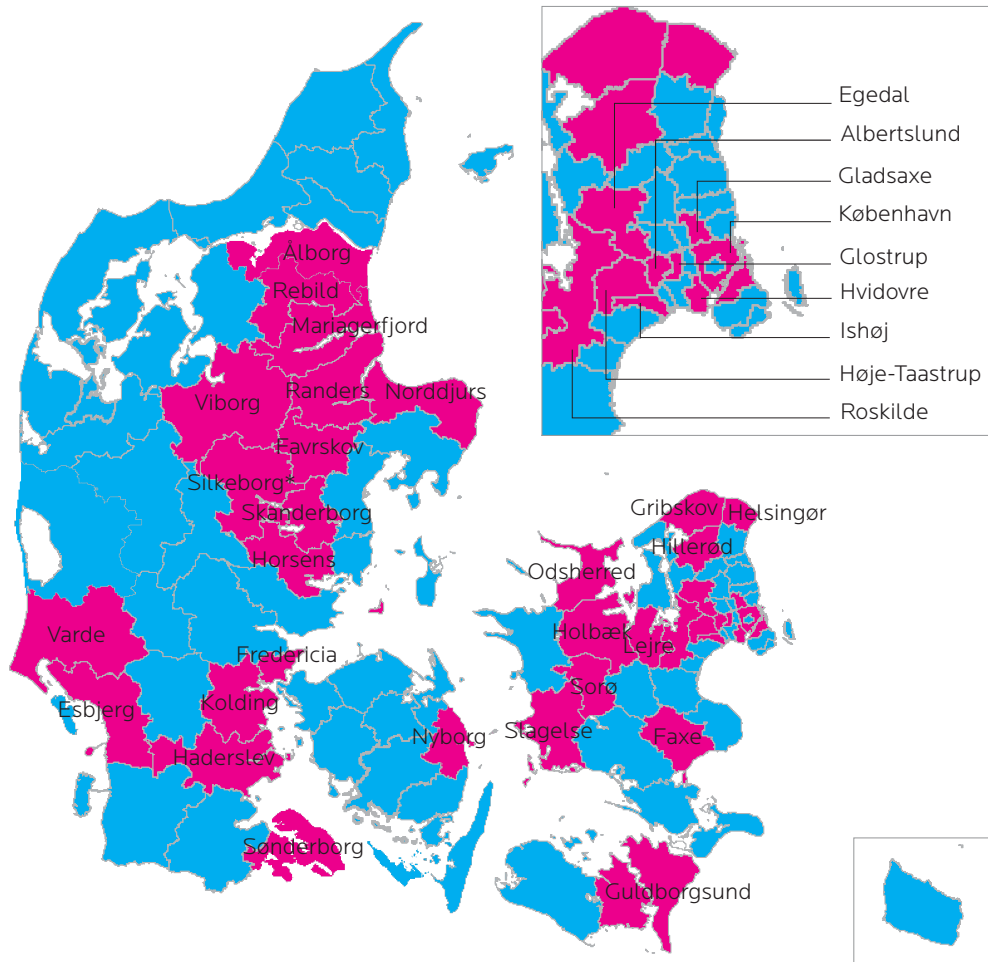 Egedal
Albertslund
Gladsaxe
København
Glostrup
Hvidovre
Ishøj
Høje-Taastrup
Roskilde
Ålborg
Rebild
Mariagerfjord
Randers
Norddjurs
Viborg
Favrskov
Silkeborg*
Skanderborg
Horsens
Gribskov
Helsingør
Hillerød
Odsherred
Holbæk
Lejre
Varde
Fredericia
Sorø
Kolding
Esbjerg
Nyborg
Slagelse
Faxe
Haderslev
Sønderborg
Guldborgsund